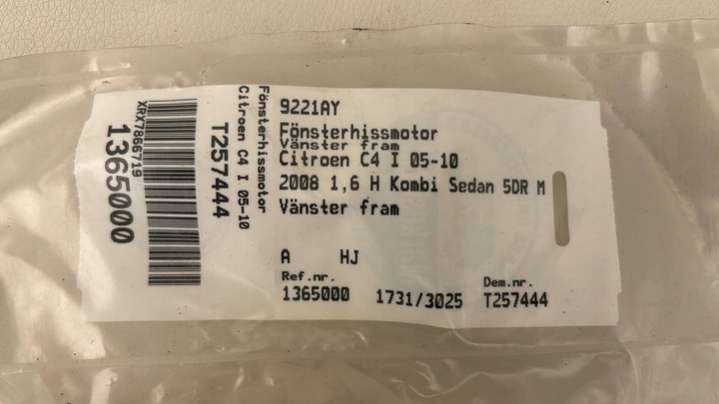 XRX7866719
1365000
T257444
Fönsterhissmotor
Citroen C4 I 05-10
9221AY
Fönsterhissmotor
Vänster fram
Citroen C4 I 05-10
2008 1,6 H Kombi Sedan 5DR M
Vänster fram
A HJ
Ref.nr. Dem.nr.
1365000 1731/3025 T257444